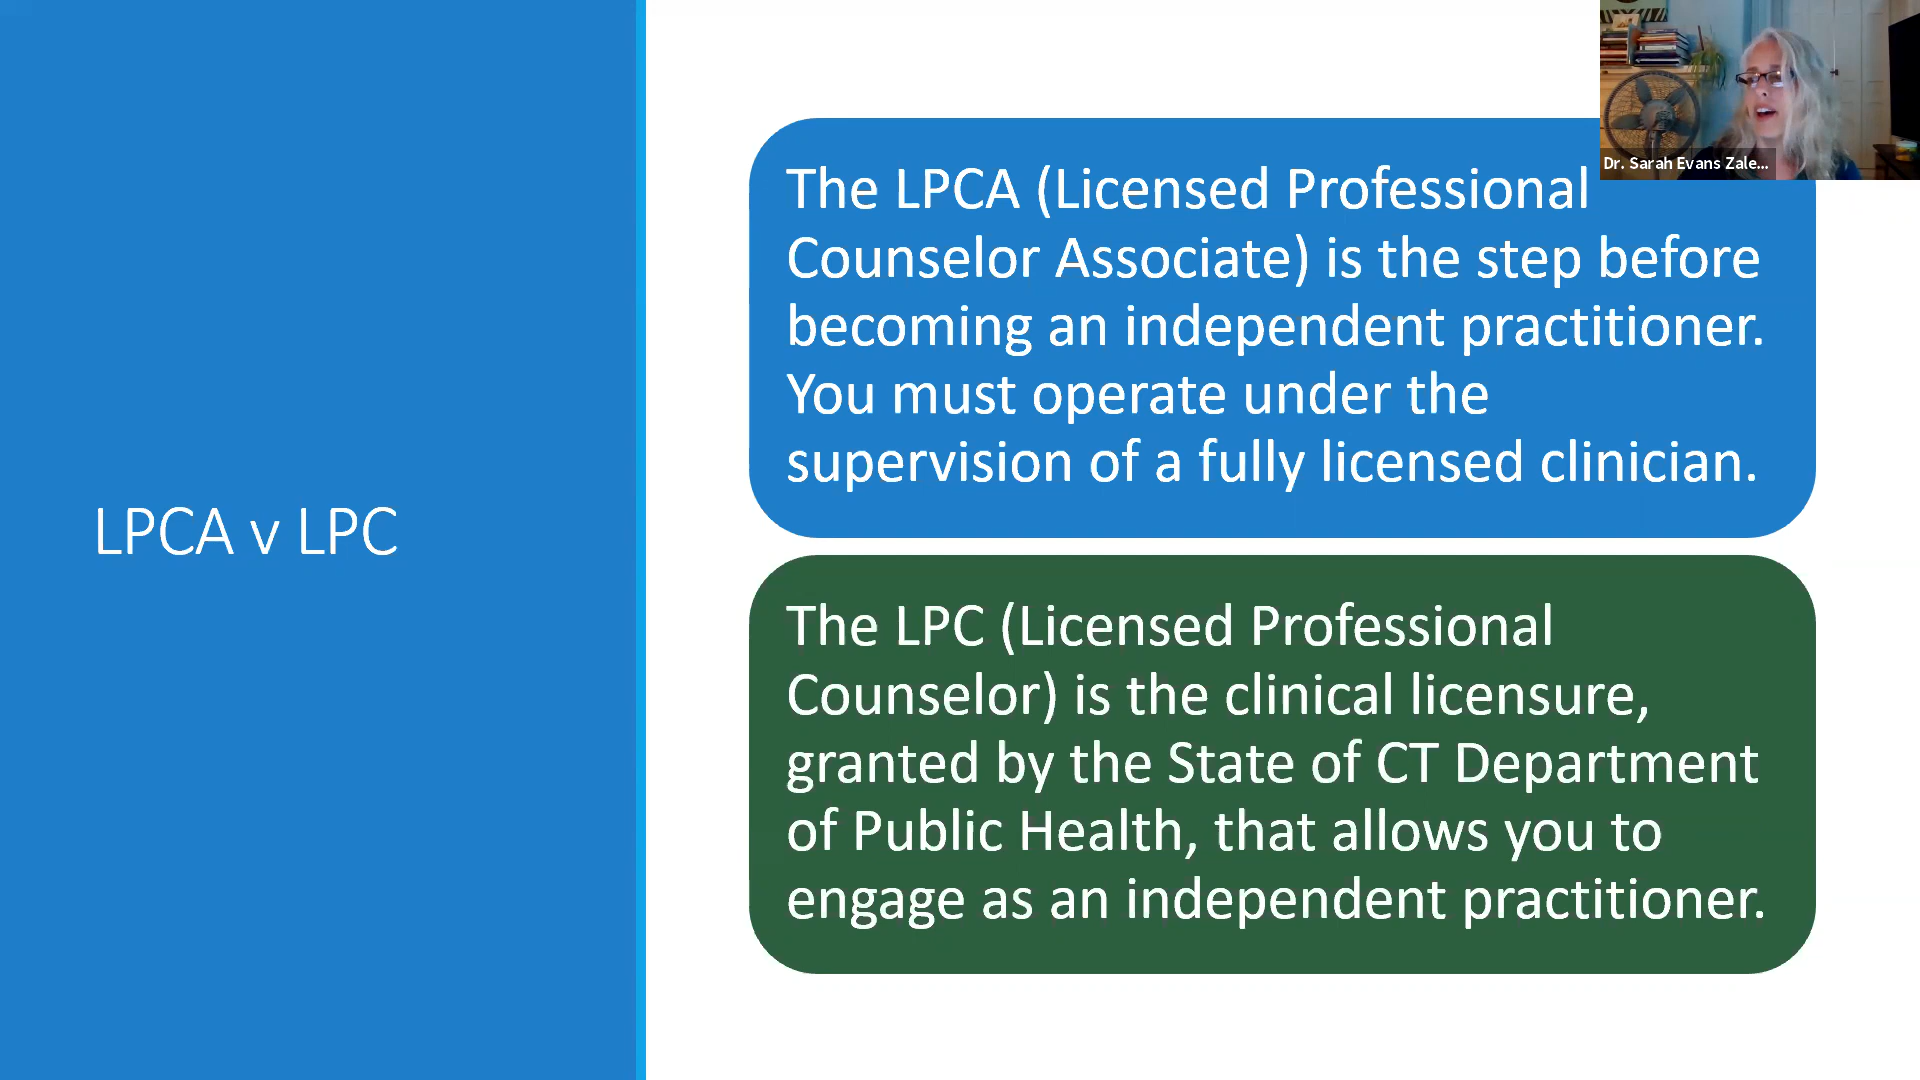 LPCA v LPC
The LPCA (Licensed Professional
Counselor Associate) is the step before
becoming an independent practitioner.
You must operate under the
supervision of a fully licensed clinician.
The LPC (Licensed Professional
Counselor) is the clinical licensure,
granted by the State of CT Department
of Public Health, that allows you to
engage as an independent practitioner.
Dr. Sarah Evans Zale...